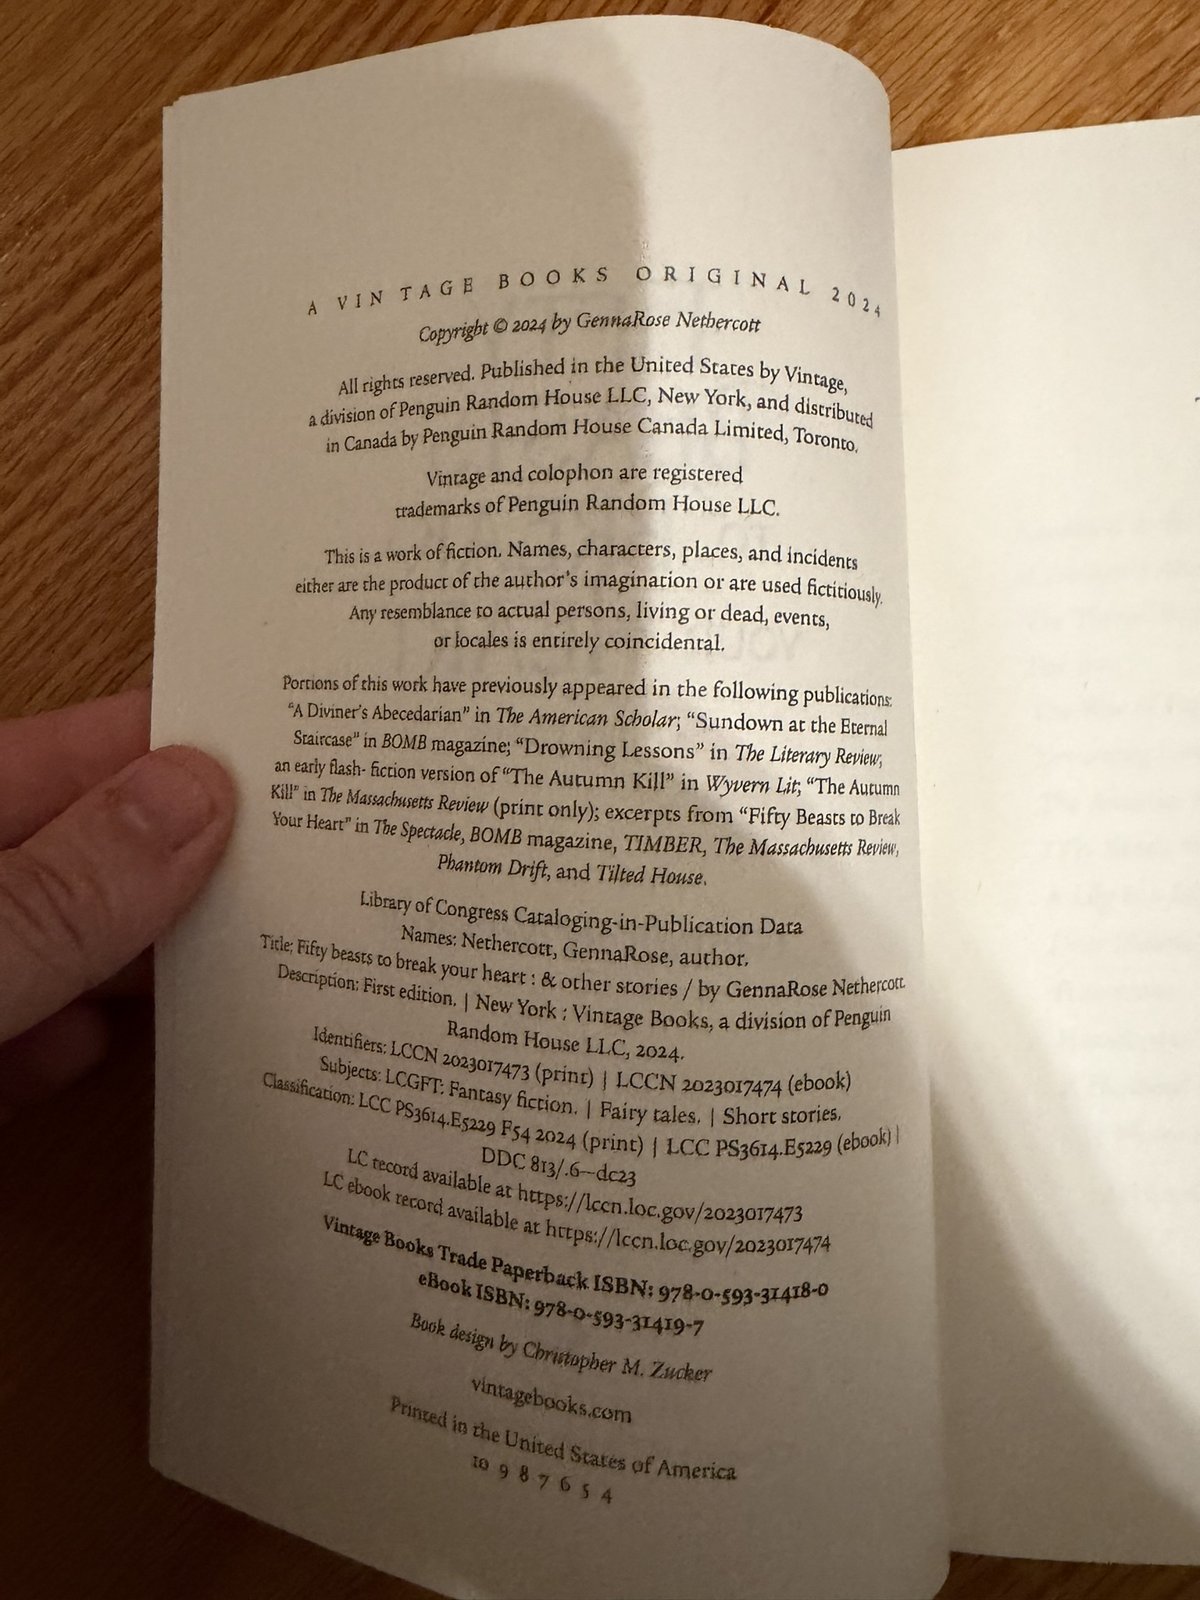 A VINTAGE BOOKS ORIGINAL 2024
Copyright © 2024 by GennaRose Nethercott
All rights reserved. Published in the United States by Vintage,
a division of Penguin Random House LLC, New York, and distributed
in Canada by Penguin Random House Canada Limited, Toronto.
Vintage and colophon are registered
trademarks of Penguin Random House LLC.
This is a work of fiction. Names, characters, places, and incidents
either are the product of the author's imagination or are used fictitiously.
Any resemblance to actual persons, living or dead, events,
or locales is entirely coincidental.
Portions of this work have previously appeared in the following publications:
“A Diviner's Abecedarian” in The American Scholar; “Sundown at the Eternal
Staircase” in BOMB magazine; “Drowning Lessons” in The Literary Review;
an early flash- fiction version of “The Autumn Kill” in Wyvern Lit; “The Autumn
Kill” in The Massachusetts Review (print only); excerpts from “Fifty Beasts to Break
Your Heart” in The Spectacle, BOMB magazine, TIMBER, The Massachusetts Review,
Phantom Drift, and Tilted House.
Library of Congress Cataloging-in-Publication Data
Names: Nethercott, GennaRose, author.
Title: Fifty beasts to break your heart : & other stories / by GennaRose Nethercott.
Description: First edition. | New York : Vintage Books, a division of Penguin
Random House LLC, 2024.
Identifiers: LCCN 2023017473 (print) | LCCN 2023017474 (ebook)
Subjects: LCGFT: Fantasy fiction. | Fairy tales. | Short stories.
Classification: LCC PS3614.E5229 F54 2024 (print) | LCC PS3614.E5229 (ebook) |
DDC 813/.6—dc23
LC record available at https://lccn.loc.gov/2023017473
LC ebook record available at https://lccn.loc.gov/2023017474
Vintage Books Trade Paperback ISBN: 978-0-593-31418-0
eBook ISBN: 978-0-593-31419-7
Book design by Christopher M. Zucker
vintagebooks.com
Printed in the United States of America
10 9 8 7 6 5 4